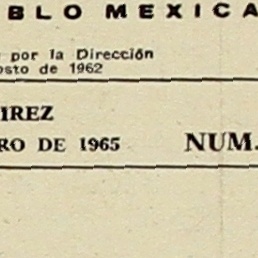 BLO MEXICA
por la Dirección
osto de 1962
IREZ
RO DE 1965 NUM.